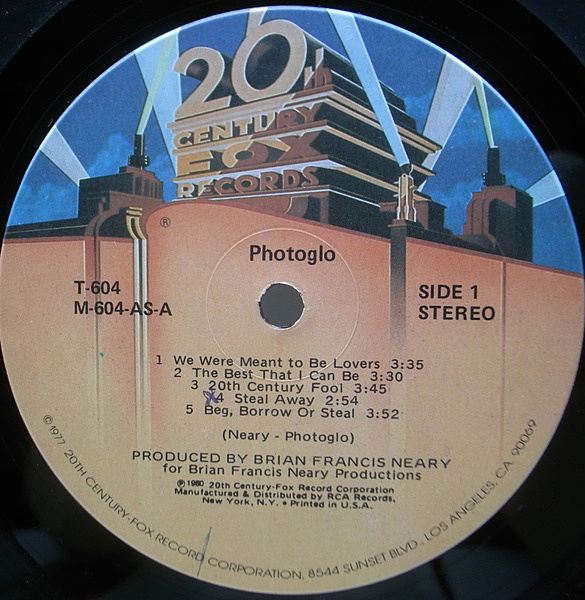 20th
CENTURY
FOX
RECORDS
®
Photoglo
T-604
M-604-AS-A
SIDE 1
STEREO
1 We Were Meant to Be Lovers 3:35
2 The Best That I Can Be 3:30
3 20th Century Fool 3:45
4 Steal Away 2:54
5 Beg, Borrow Or Steal 3:52
(Neary - Photoglo)
PRODUCED BY BRIAN FRANCIS NEARY
for Brian Francis Neary Productions
℗ 1980 20th Century-Fox Record Corporation
Manufactured & Distributed by RCA Records,
New York, N.Y. • Printed in U.S.A.
© 1977 20TH CENTURY-FOX RECORD CORPORATION, 8544 SUNSET BLVD., LOS ANGELES, CA 90069